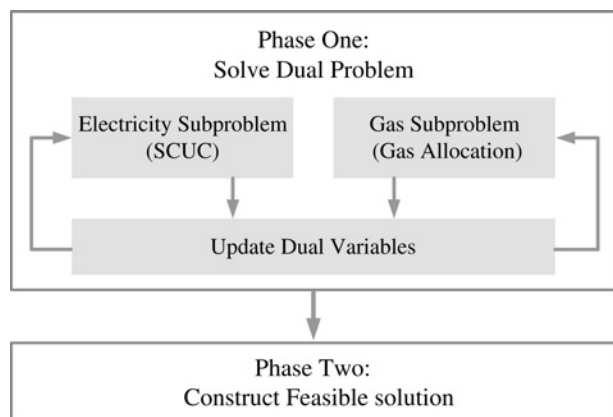 Phase One:
Solve Dual Problem
Electricity Subproblem
(SCUC)
Gas Subproblem
(Gas Allocation)
Update Dual Variables
Phase Two:
Construct Feasible solution